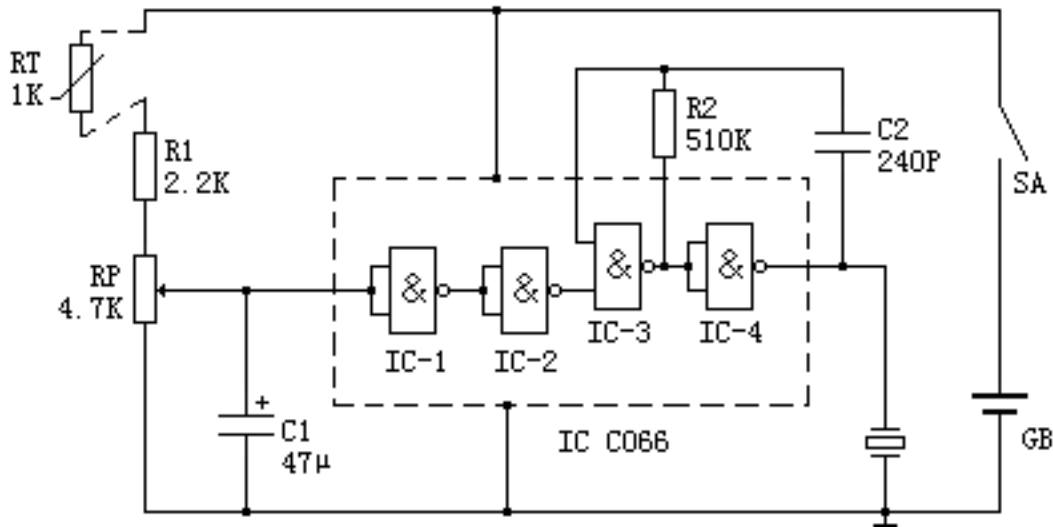 RT
1K
R1
2.2K
RP
4.7K
C1
47μ
+
&
IC-1
&
IC-2
&
IC-3
&
IC-4
R2
510K
C2
240P
SA
GB
IC C066